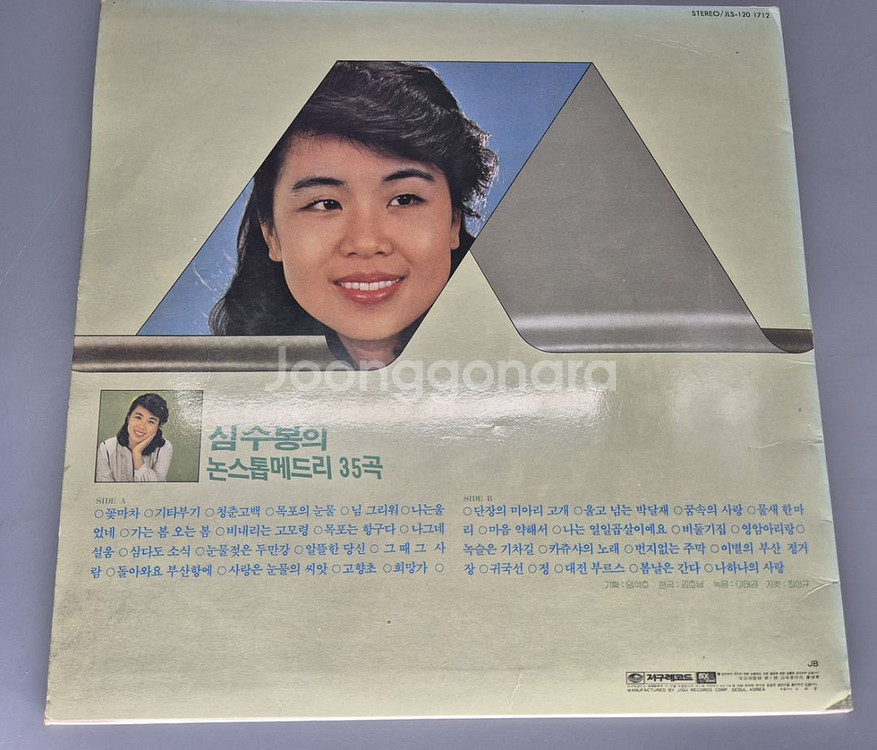 STEREO/JLS-120 1712
Joonggonara
심수봉의
논스톱메드리 35곡
SIDE A
○꽃마차 ○기타부기 ○청춘고백 ○목포의 눈물 ○님 그리워 ○나는울
었네 ○가는 봄 오는 봄 ○비내리는 고모령 ○목포는 항구다 ○나그네
설움 ○삼다도 소식 ○눈물젖은 두만강 ○알뜰한 당신 ○그 때 그 사
람 ○돌아와요 부산항에 ○사랑은 눈물의 씨앗 ○고향초 ○희망가 ○
SIDE B
○단장의 미아리 고개 ○울고 넘는 박달재 ○꿈속의 사랑 ○물새 한마
리 ○마음 약해서 ○나는 열일곱살이예요 ○비둘기집 ○영암아리랑○
녹슬은 기차길 ○카츄샤의 노래 ○번지없는 주막 ○이별의 부산 정거
장 ○귀국선 ○정 ○대전 부르스 ○봄날은 간다 ○나하나의 사랑
JB
지구레코드
MANUFACTURED BY JIGU RECORDS CORP. SEOUL, KOREA